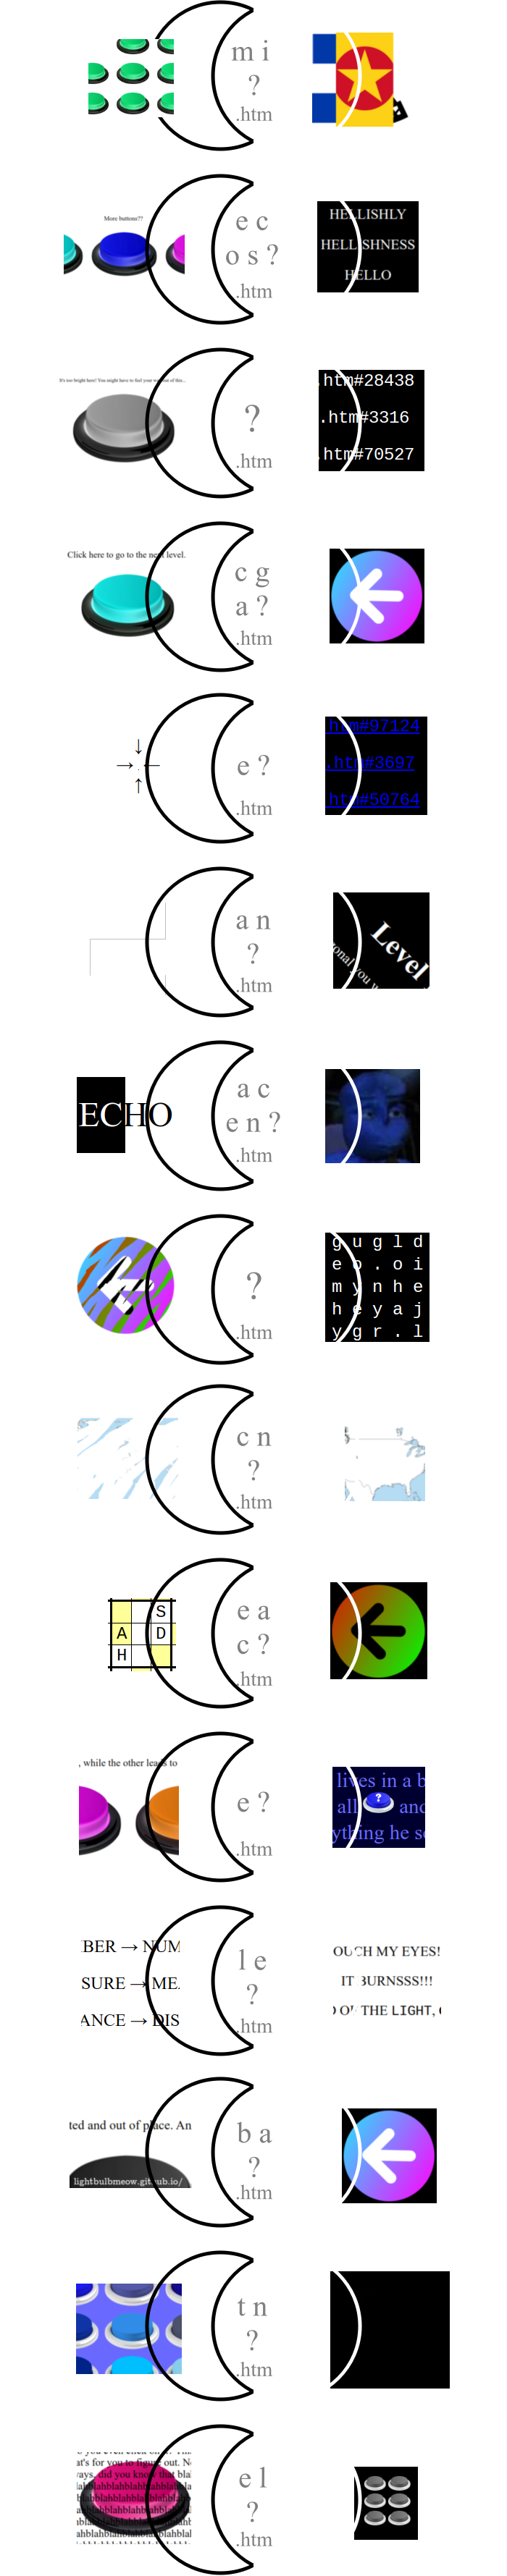 m i
?
.htm
More buttons??
e c
o s ?
.htm
HELLISHLY
HELLISHNESS
HELLO
It's too bright here! You might have to feel your way out of this...
?
.htm
.htm#28438
.htm#3316
.htm#70527
Click here to go to the next level.
c g
a ?
.htm
↓
→ . ←
↑
e ?
.htm
.htm#97124
.htm#3697
.htm#50764
a n
?
.htm
Level
onal you w
ECHO
a c
e n ?
.htm
?
.htm
g u g l d
e o . o i
m y n h e
h e y a j
y g r . l
c n
?
.htm
S
A D
H
e a
c ?
.htm
, while the other leads to
e ?
.htm
lives in a b
all ? and
ything he s
BER → NUM
SURE → ME
ANCE → DIS
l e
?
.htm
OUCH MY EYES!
IT BURNSSS!!!
THE LIGHT,
ted and out of place. An
lightbulbmeow.github.io/
b a
?
.htm
t n
?
.htm
at's for you to figure out. N
ays, did you know that bla
ahblahblahblahblahblahbla
blahblahblahblahblahblah
ahblahblahblahblahblahbl
e l
?
.htm